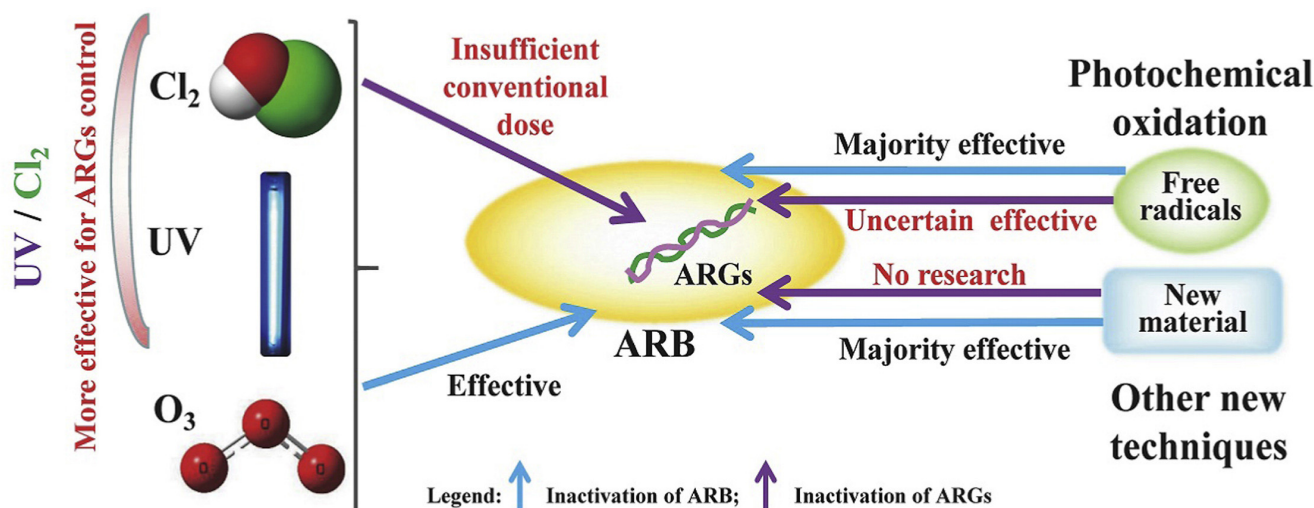 UV / Cl₂
More effective for ARGs control
Cl₂
UV
O₃
O
O
O
Insufficient
conventional
dose
Effective
ARGs
ARB
Majority effective
Uncertain effective
No research
Majority effective
Photochemical
oxidation
Free
radicals
New
material
Other new
techniques
Legend: Inactivation of ARB; Inactivation of ARGs